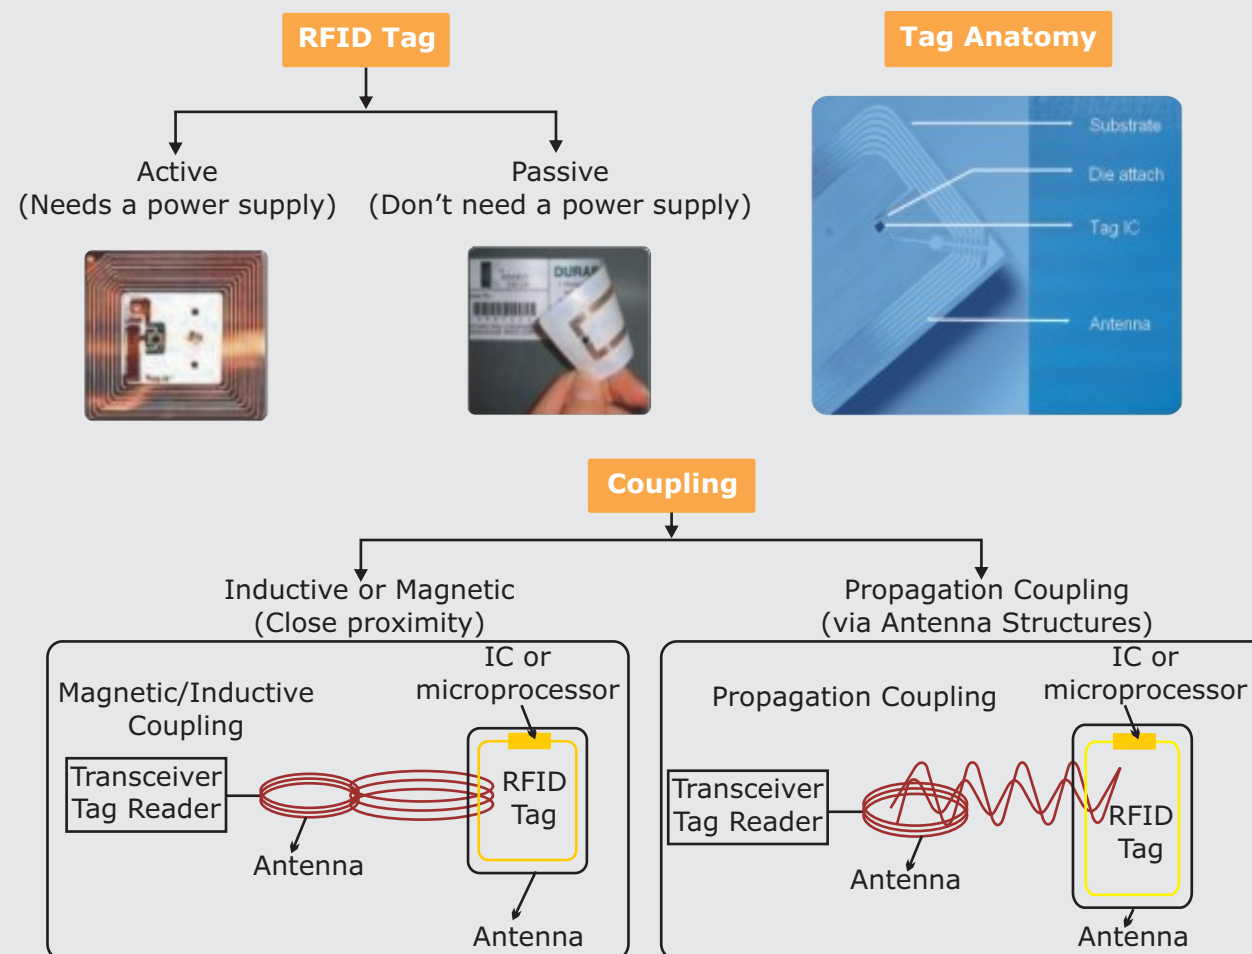 RFID Tag
Active
(Needs a power supply)
Passive
(Don't need a power supply)
DURAB
Tag Anatomy
Substrate
Die attach
Tag IC
Antenna
Coupling
Inductive or Magnetic
(Close proximity)
Magnetic/Inductive
Coupling
IC or
microprocessor
Transceiver
Tag Reader
RFID
Tag
Antenna
Antenna
Propagation Coupling
(via Antenna Structures)
Propagation Coupling
IC or
microprocessor
Transceiver
Tag Reader
RFID
Tag
Antenna
Antenna